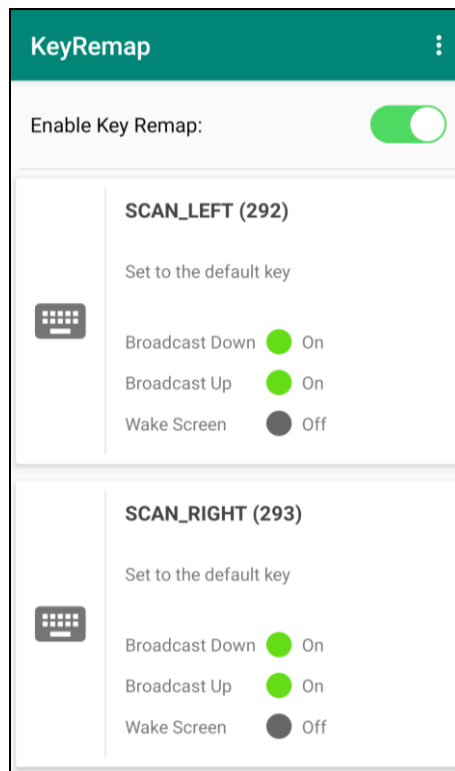 KeyRemap
Enable Key Remap:
SCAN_LEFT (292)
Set to the default key
Broadcast Down On
Broadcast Up On
Wake Screen Off
SCAN_RIGHT (293)
Set to the default key
Broadcast Down On
Broadcast Up On
Wake Screen Off